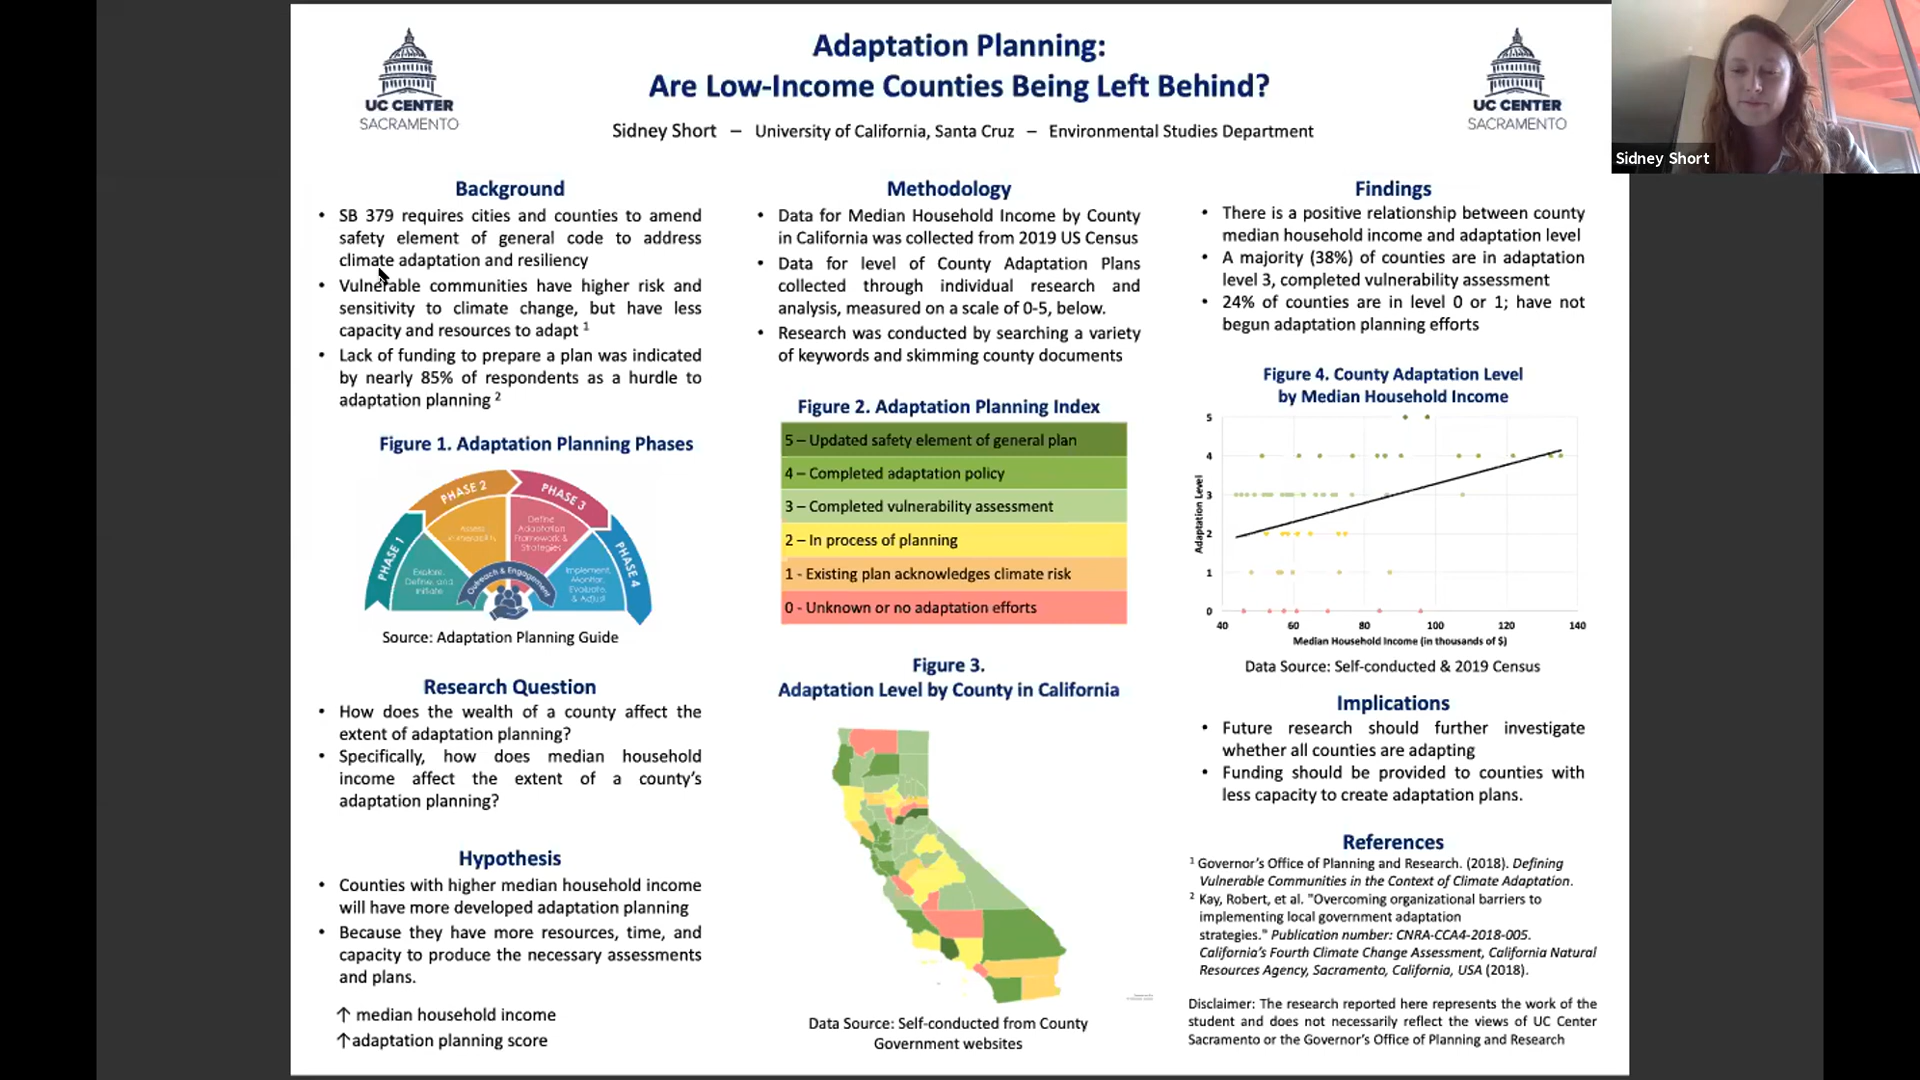 Adaptation Planning:
Are Low-Income Counties Being Left Behind?
UC CENTER
SACRAMENTO
UC CENTER
SACRAMENTO
Sidney Short – University of California, Santa Cruz – Environmental Studies Department
Sidney Short
Background
• SB 379 requires cities and counties to amend
safety element of general code to address
climate adaptation and resiliency
• Vulnerable communities have higher risk and
sensitivity to climate change, but have less
capacity and resources to adapt 1
• Lack of funding to prepare a plan was indicated
by nearly 85% of respondents as a hurdle to
adaptation planning 2
Figure 1. Adaptation Planning Phases
PHASE 1
PHASE 2
PHASE 3
PHASE 4
Explore,
Define, and
Initiate
Define
Adaptation
Framework &
Strategies
Implement,
Monitor,
Evaluate,
& Adjust
Outreach & Engagement
Source: Adaptation Planning Guide
Research Question
• How does the wealth of a county affect the
extent of adaptation planning?
• Specifically, how does median household
income affect the extent of a county's
adaptation planning?
Hypothesis
• Counties with higher median household income
will have more developed adaptation planning
• Because they have more resources, time, and
capacity to produce the necessary assessments
and plans.
↑ median household income
↑adaptation planning score
Methodology
• Data for Median Household Income by County
in California was collected from 2019 US Census
• Data for level of County Adaptation Plans
collected through individual research and
analysis, measured on a scale of 0-5, below.
• Research was conducted by searching a variety
of keywords and skimming county documents
Figure 2. Adaptation Planning Index
5 – Updated safety element of general plan
4 – Completed adaptation policy
3 – Completed vulnerability assessment
2 – In process of planning
1 - Existing plan acknowledges climate risk
0 - Unknown or no adaptation efforts
Figure 3.
Adaptation Level by County in California
Data Source: Self-conducted from County
Government websites
Findings
• There is a positive relationship between county
median household income and adaptation level
• A majority (38%) of counties are in adaptation
level 3, completed vulnerability assessment
• 24% of counties are in level 0 or 1; have not
begun adaptation planning efforts
Figure 4. County Adaptation Level
by Median Household Income
Adaptation Level
5
4
3
2
1
0
40 60 80 100 120 140
Median Household Income (in thousands of $)
Data Source: Self-conducted & 2019 Census
Implications
• Future research should further investigate
whether all counties are adapting
• Funding should be provided to counties with
less capacity to create adaptation plans.
References
1 Governor's Office of Planning and Research. (2018). Defining
Vulnerable Communities in the Context of Climate Adaptation.
2 Kay, Robert, et al. "Overcoming organizational barriers to
implementing local government adaptation
strategies." Publication number: CNRA-CCA4-2018-005.
California's Fourth Climate Change Assessment, California Natural
Resources Agency, Sacramento, California, USA (2018).
Disclaimer: The research reported here represents the work of the
student and does not necessarily reflect the views of UC Center
Sacramento or the Governor's Office of Planning and Research